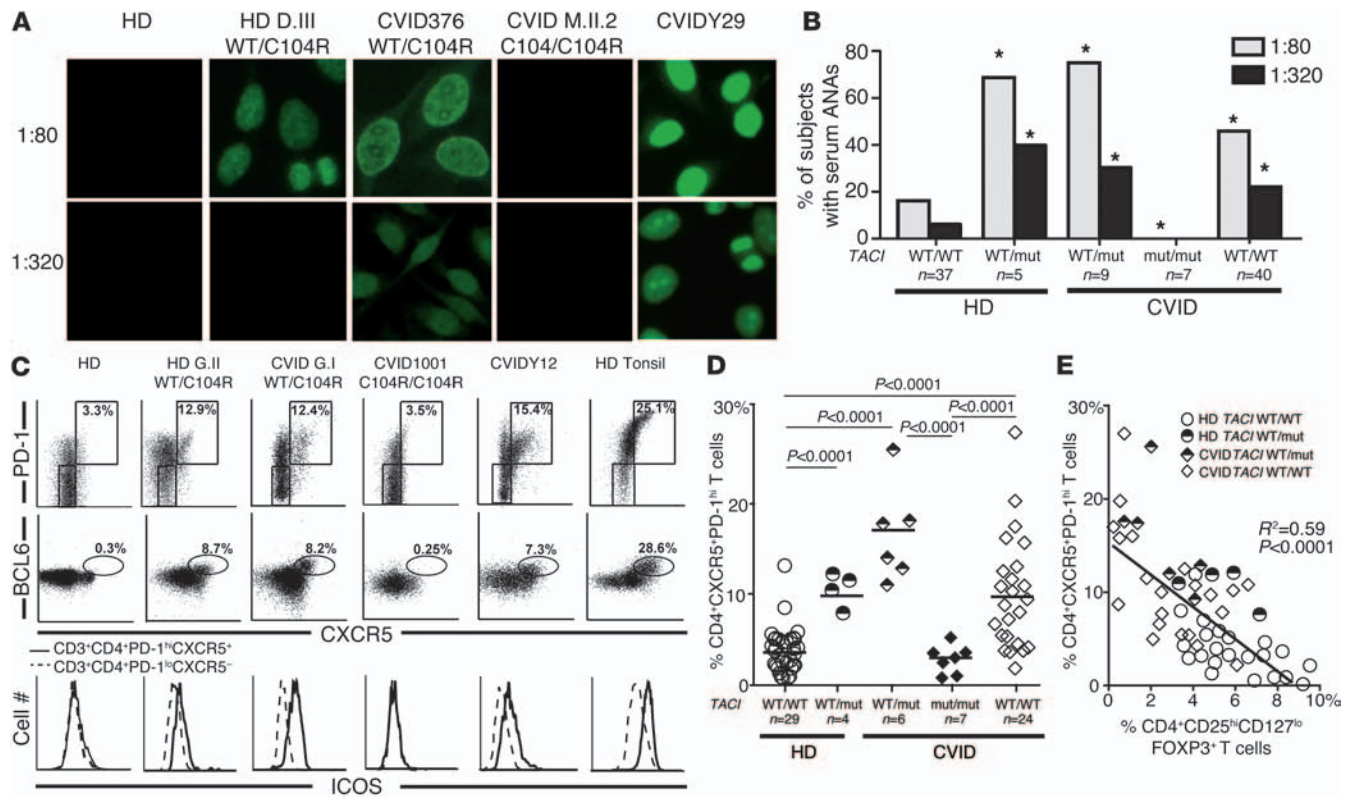 A
HD
HD D.III
WT/C104R
CVID376
WT/C104R
CVID M.II.2
C104/C104R
CVIDY29
1:80
1:320
B
% of subjects
with serum ANAs
80
60
40
20
0
1:80
1:320
* * * * * * *
TACI
WT/WT WT/mut WT/mut mut/mut WT/WT
n=37 n=5 n=9 n=7 n=40
HD CVID
C
HD
HD G.II
WT/C104R
CVID G.I
WT/C104R
CVID1001
C104R/C104R
CVIDY12
HD Tonsil
PD-1
3.3% 12.9% 12.4% 3.5% 15.4% 25.1%
BCL6
0.3% 8.7% 8.2% 0.25% 7.3% 28.6%
CXCR5
CD3+CD4+PD-1hiCXCR5+
CD3+CD4+PD-1loCXCR5−
Cell #
ICOS
D
% CD4+CXCR5+PD-1hi T cells
30%
20
10
0
P<0.0001
P<0.0001
P<0.0001
P<0.0001
P<0.0001
TACI
WT/WT WT/mut WT/mut mut/mut WT/WT
n=29 n=4 n=6 n=7 n=24
HD CVID
E
% CD4+CXCR5+PD-1hi T cells
30%
20
10
0
HD TACI WT/WT
HD TACI WT/mut
CVID TACI WT/mut
CVID TACI WT/WT
R2=0.59
P<0.0001
0 2 4 6 8 10%
% CD4+CD25hiCD127lo
FOXP3+ T cells